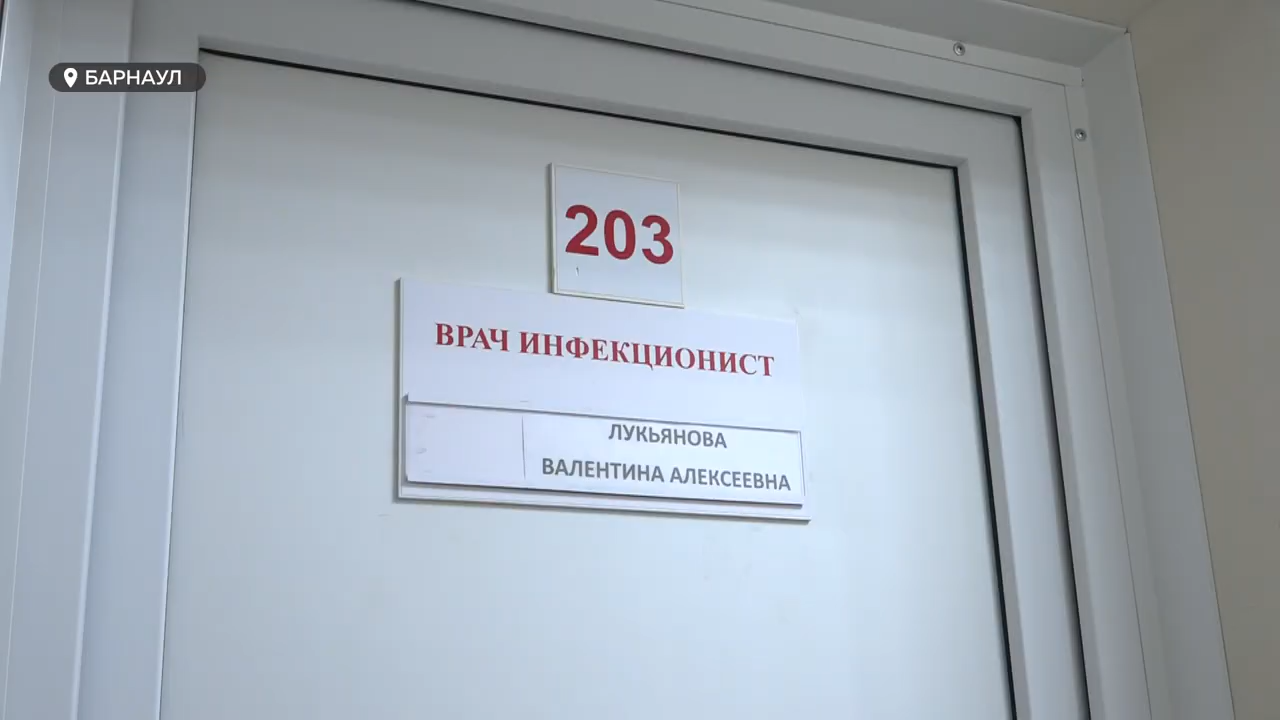 БАРНАУЛ
203
ВРАЧ ИНФЕКЦИОНИСТ
ЛУКЬЯНОВА
ВАЛЕНТИНА АЛЕКСЕЕВНА